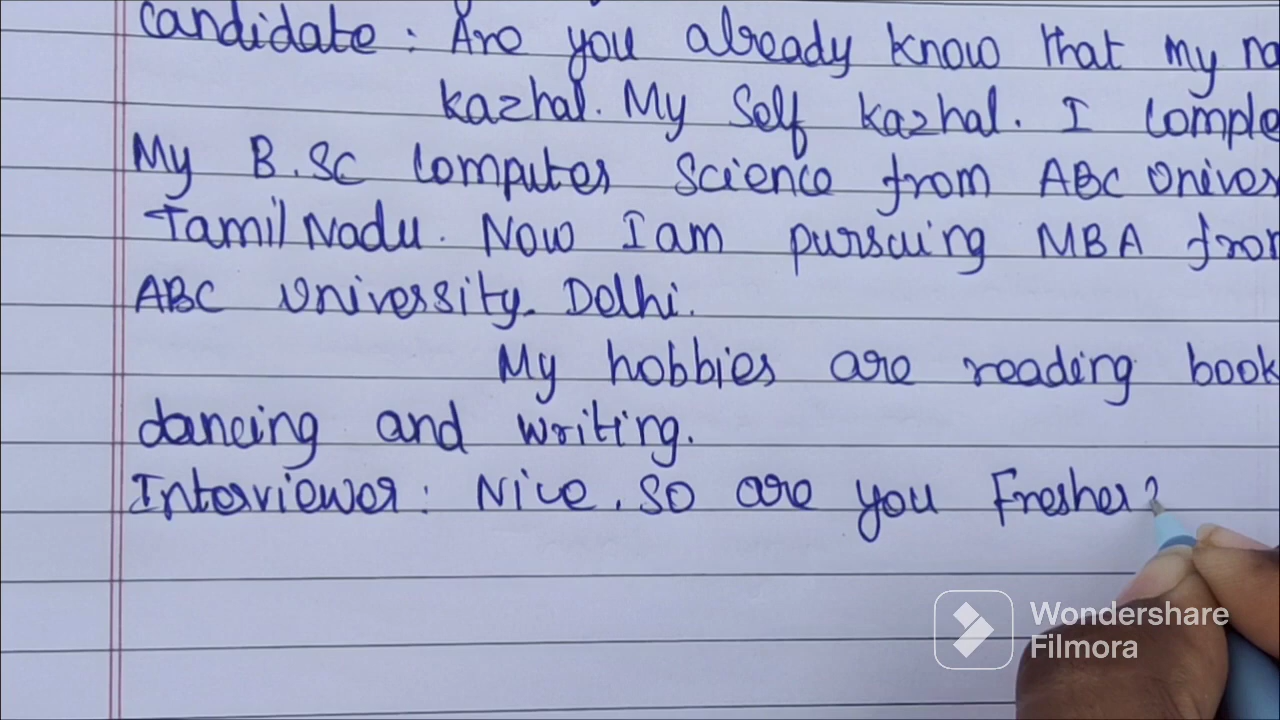 candidate : Are you already know that my na
kazhal. My Self kazhal. I comple
My B.SC Computer Science from ABC univer
Tamil Nadu. Now I am pursuing MBA from
ABC university. Delhi.
My hobbies are reading book
dancing and writing.
Interviewer : Nice. So are you Fresher?
Wondershare
Filmora